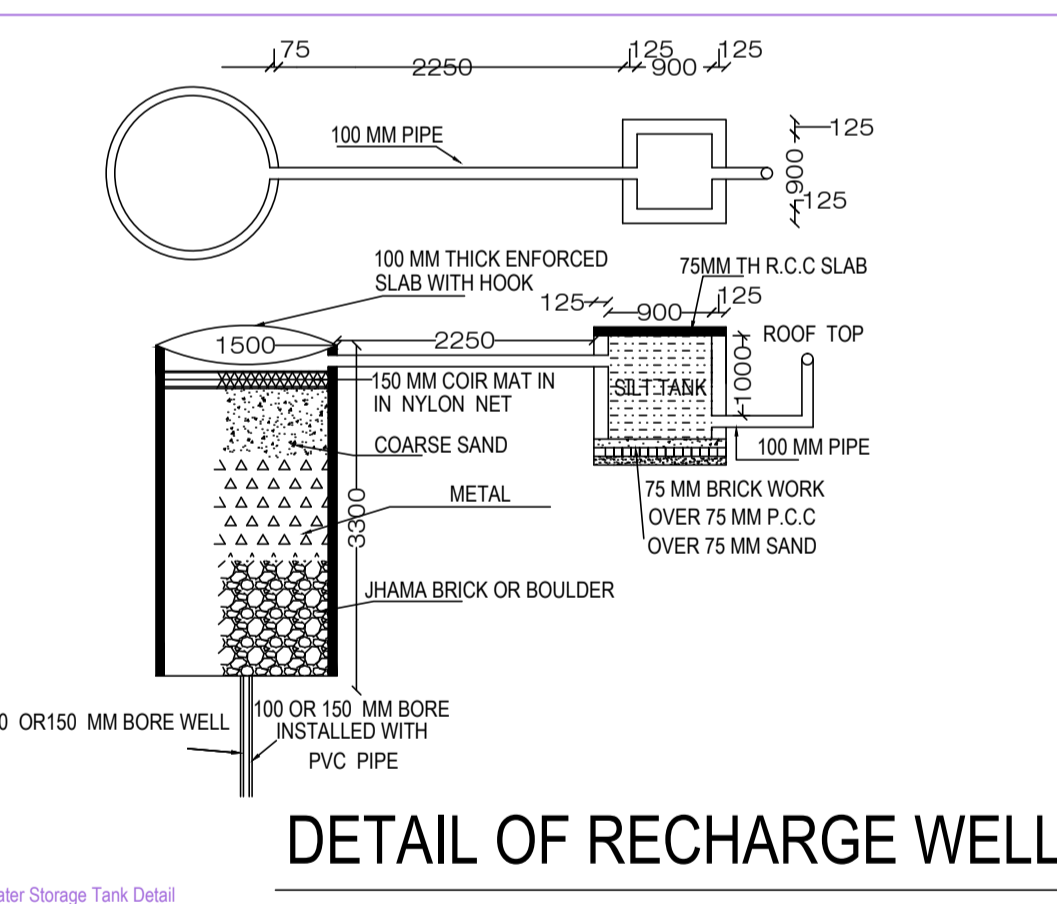 75
2250
125
900
125
100 MM PIPE
125
900
125
100 MM THICK ENFORCED
SLAB WITH HOOK
75MM TH R.C.C SLAB
125
900
125
1500
2250
ROOF TOP
1000
SILT TANK
150 MM COIR MAT IN
IN NYLON NET
COARSE SAND
100 MM PIPE
METAL
3300
75 MM BRICK WORK
OVER 75 MM P.C.C
OVER 75 MM SAND
JHAMA BRICK OR BOULDER
0 OR150 MM BORE WELL
100 OR 150 MM BORE
INSTALLED WITH
PVC PIPE
DETAIL OF RECHARGE WELL
ater Storage Tank Detail